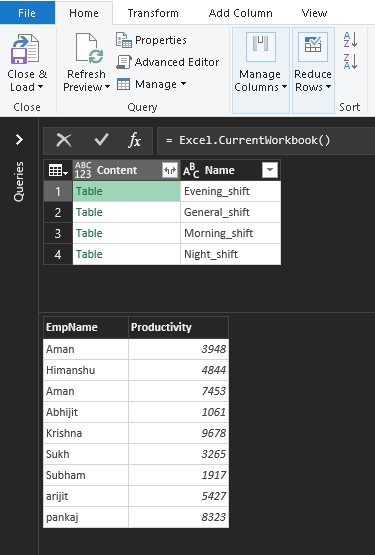 File Home Transform Add Column View
Close & Load Refresh Preview Properties Advanced Editor Manage Manage Columns Reduce Rows A Z Z A
Close Query Sort
Queries
fx = Excel.CurrentWorkbook()
ABC 123 Content ABC Name
1 Table Evening_shift
2 Table General_shift
3 Table Morning_shift
4 Table Night_shift
EmpName Productivity
Aman 3948
Himanshu 4844
Aman 7453
Abhijit 1061
Krishna 9678
Sukh 3265
Subham 1917
arijit 5427
pankaj 8323